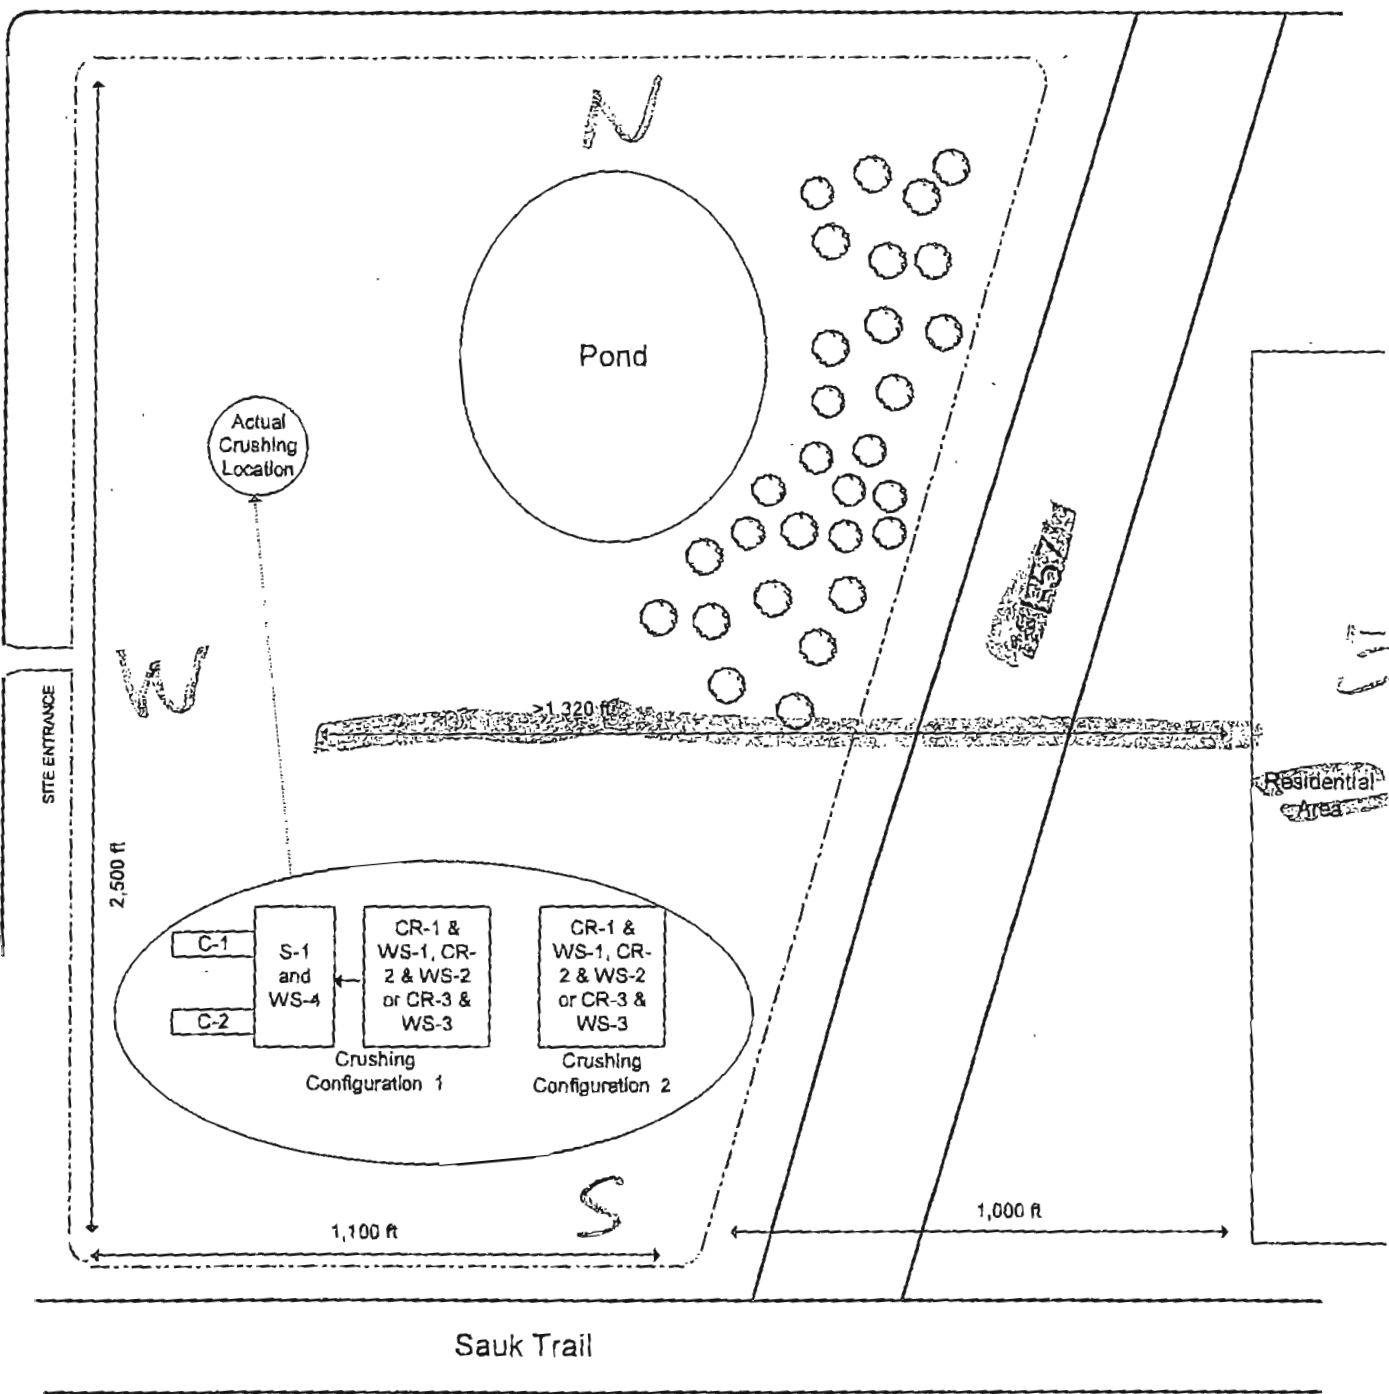 N
Pond
Actual
Crushing
Location
I-57
W
>1,320 ft
SITE ENTRANCE
Residential
Area
2,500 ft
C-1
C-2
S-1
and
WS-4
CR-1 &
WS-1, CR-
2 & WS-2
or CR-3 &
WS-3
CR-1 &
WS-1, CR-
2 & WS-2
or CR-3 &
WS-3
Crushing
Configuration 1
Crushing
Configuration 2
S
1,100 ft
1,000 ft
Sauk Trail